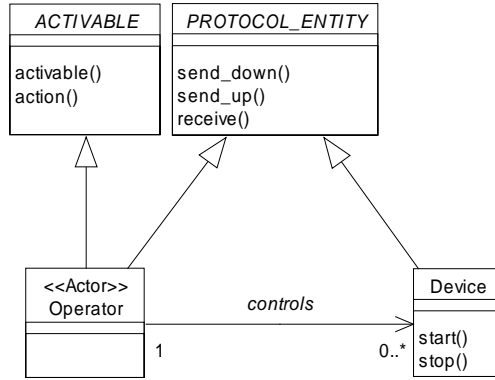 ACTIVABLE
activable()
action()
PROTOCOL_ENTITY
send_down()
send_up()
receive()
<<Actor>>
Operator
controls
1
0..*
Device
start()
stop()